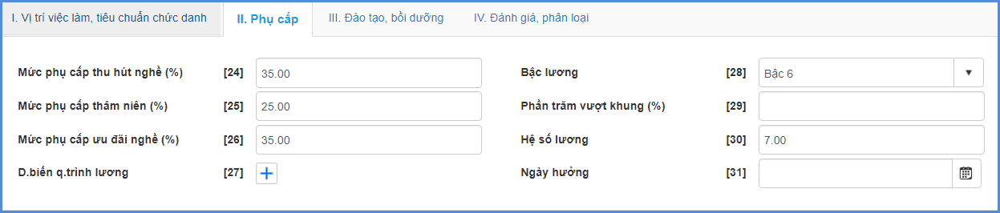 I. Vị trí việc làm, tiêu chuẩn chức danh II. Phụ cấp III. Đào tạo, bồi dưỡng IV. Đánh giá, phân loại
Mức phụ cấp thu hút nghề (%) [24] 35.00 Bậc lương [28] Bậc 6
Mức phụ cấp thâm niên (%) [25] 25.00 Phần trăm vượt khung (%) [29]
Mức phụ cấp ưu đãi nghề (%) [26] 35.00 Hệ số lương [30] 7.00
D.biến q.trình lương [27] Ngày hưởng [31]